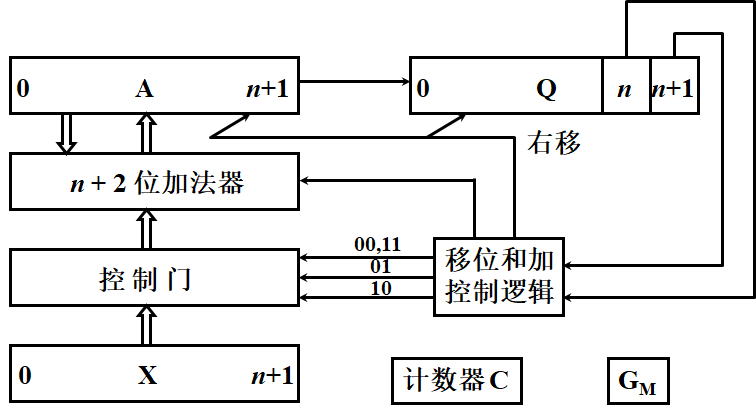 0 A n+1
0 Q n n+1
右移
n + 2 位加法器
00,11
01
10
控制门
移位和加
控制逻辑
0 X n+1
计数器 C
GM